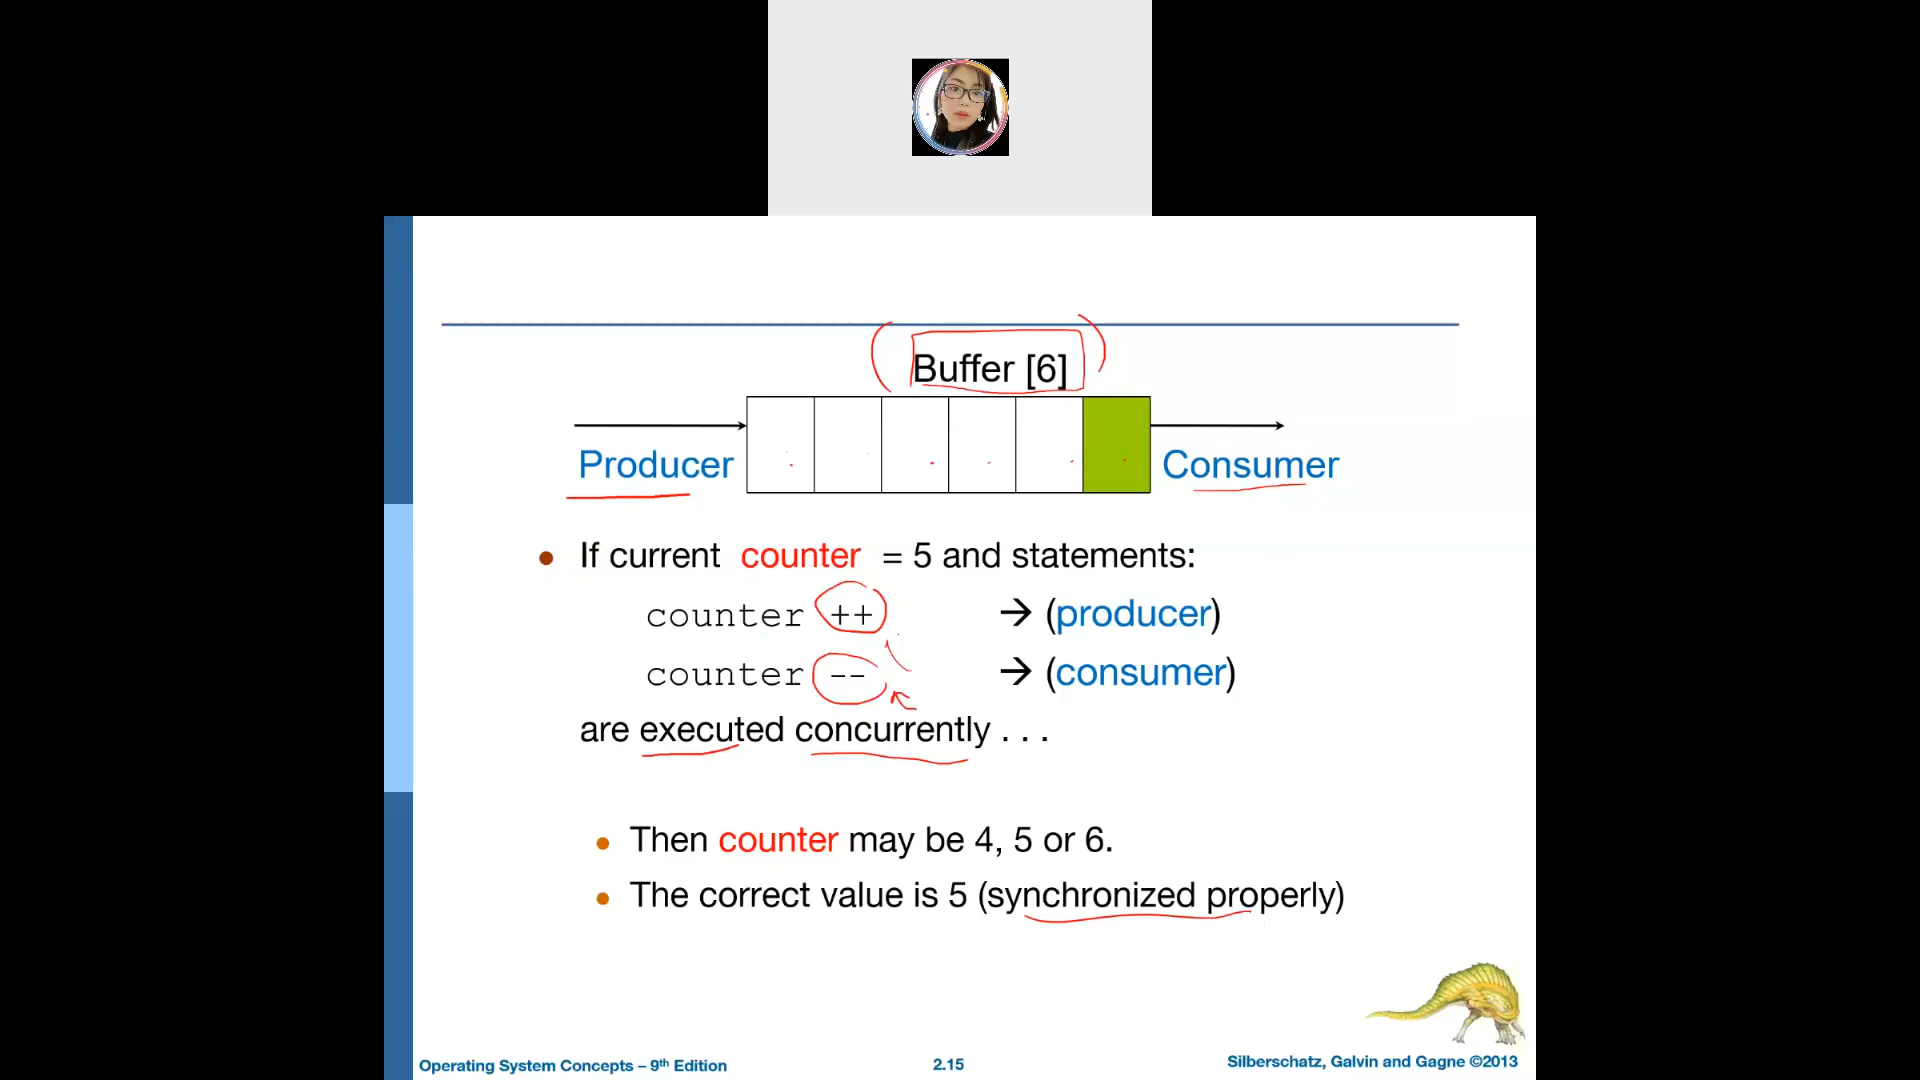 Buffer [6]
Producer
Consumer
If current counter = 5 and statements:
counter ++ → (producer)
counter -- → (consumer)
are executed concurrently . . .
Then counter may be 4, 5 or 6.
The correct value is 5 (synchronized properly)
Operating System Concepts – 9th Edition
2.15
Silberschatz, Galvin and Gagne ©2013